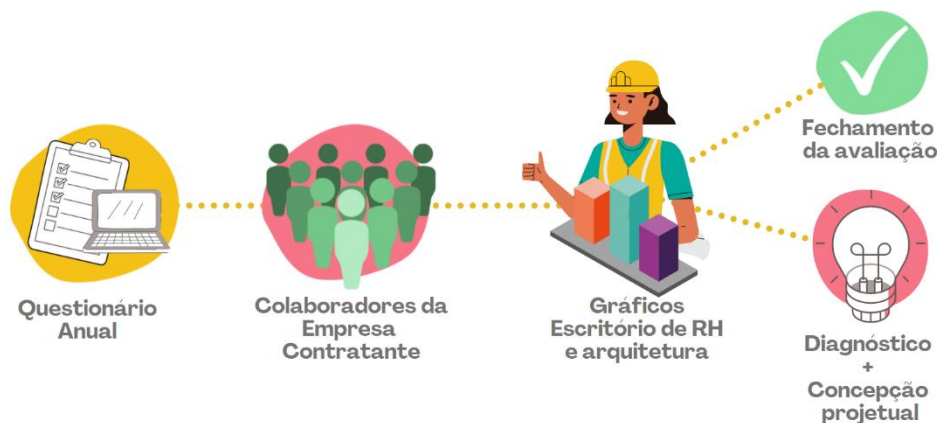 Questionário
Anual
Colaboradores da
Empresa
Contratante
Gráficos
Escritório de RH
e arquitetura
Fechamento
da avaliação
Diagnóstico
+
Concepção
projetual